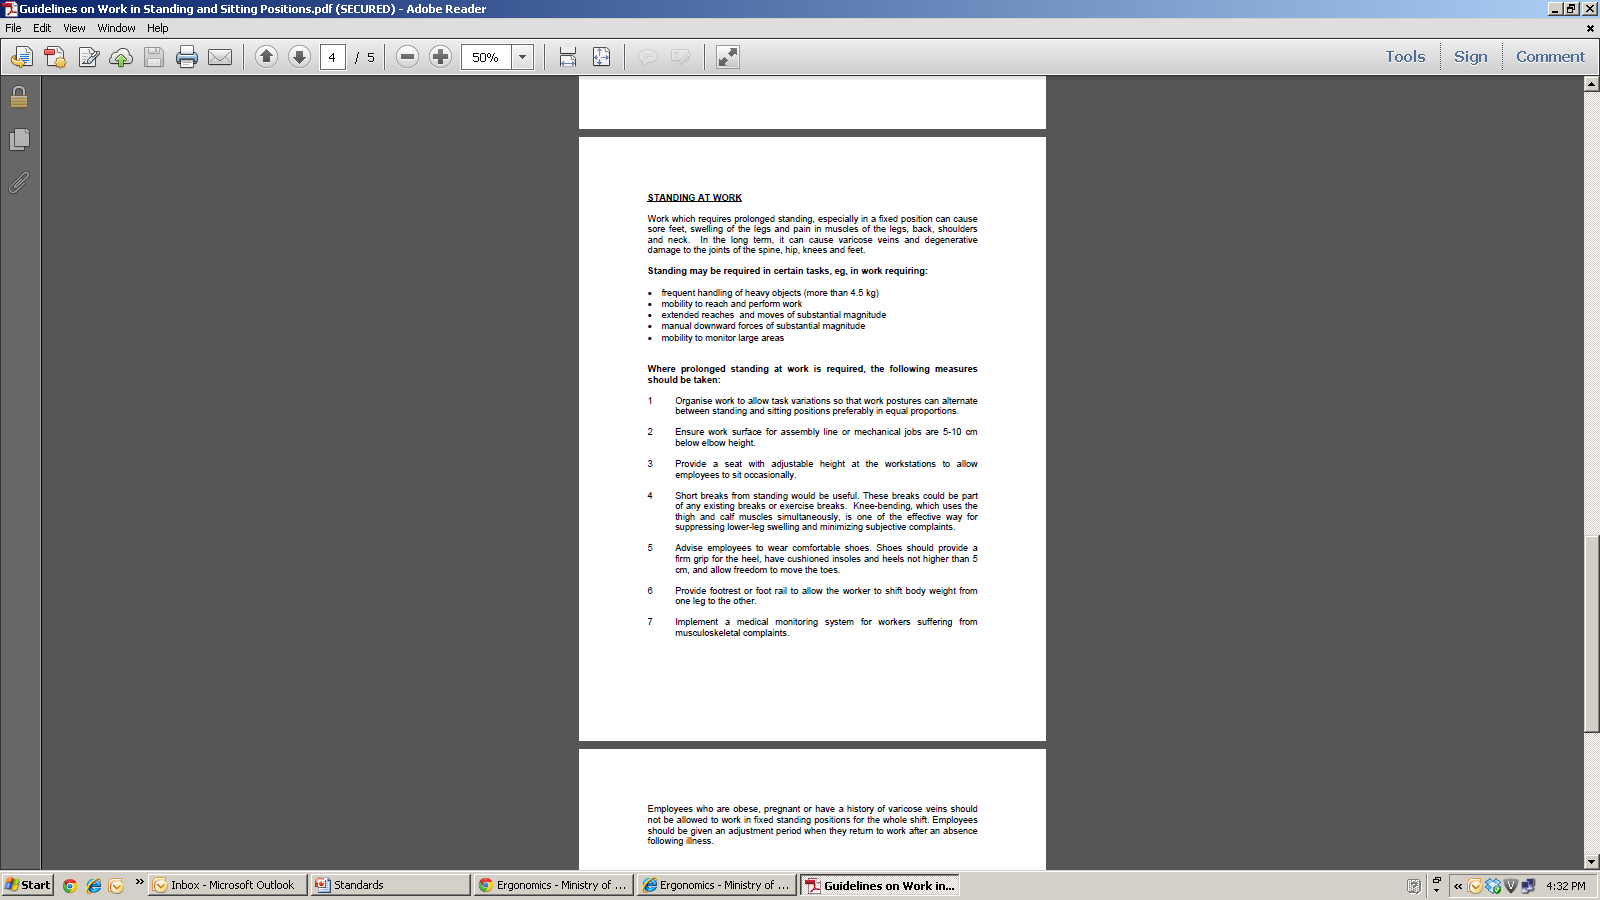 Guidelines on Work in Standing and Sitting Positions.pdf (SECURED) - Adobe Reader
File Edit View Window Help
4 / 5 50% Tools Sign Comment
STANDING AT WORK
Work which requires prolonged standing, especially in a fixed position can cause
sore feet, swelling of the legs and pain in muscles of the legs, back, shoulders
and neck. In the long term, it can cause varicose veins and degenerative
damage to the joints of the spine, hip, knees and feet.
Standing may be required in certain tasks, eg, in work requiring:
• frequent handling of heavy objects (more than 4.5 kg)
• mobility to reach and perform work
• extended reaches and moves of substantial magnitude
• manual downward forces of substantial magnitude
• mobility to monitor large areas
Where prolonged standing at work is required, the following measures
should be taken:
1 Organise work to allow task variations so that work postures can alternate
between standing and sitting positions preferably in equal proportions.
2 Ensure work surface for assembly line or mechanical jobs are 5-10 cm
below elbow height.
3 Provide a seat with adjustable height at the workstations to allow
employees to sit occasionally.
4 Short breaks from standing would be useful. These breaks could be part
of any existing breaks or exercise breaks. Knee-bending, which uses the
thigh and calf muscles simultaneously, is one of the effective way for
suppressing lower-leg swelling and minimizing subjective complaints.
5 Advise employees to wear comfortable shoes. Shoes should provide a
firm grip for the heel, have cushioned insoles and heels not higher than 5
cm, and allow freedom to move the toes.
6 Provide footrest or foot rail to allow the worker to shift body weight from
one leg to the other.
7 Implement a medical monitoring system for workers suffering from
musculoskeletal complaints.
Employees who are obese, pregnant or have a history of varicose veins should
not be allowed to work in fixed standing positions for the whole shift. Employees
should be given an adjustment period when they return to work after an absence
following illness.
Start » Inbox - Microsoft Outlook Standards Ergonomics - Ministry of ... Ergonomics - Ministry of ... Guidelines on Work in... « 4:32 PM